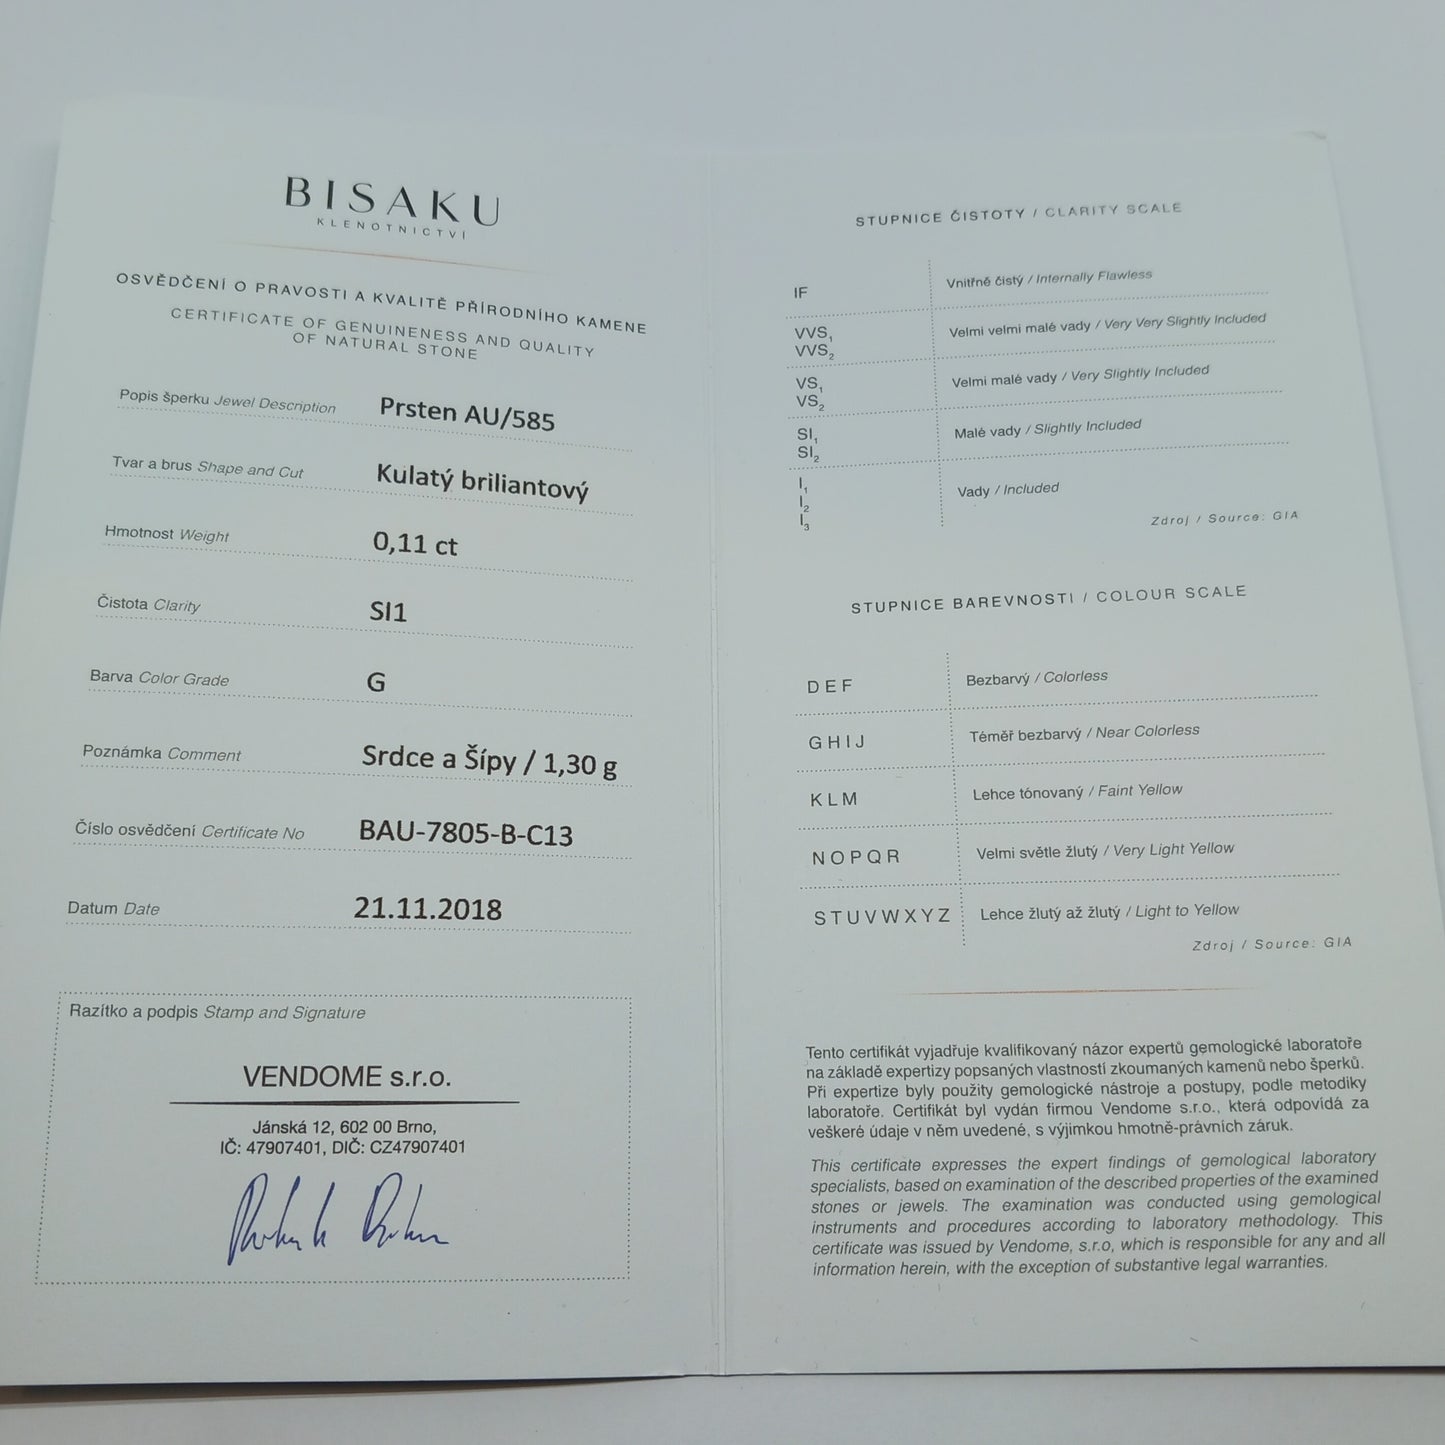 BISAKU
KLENOTNICTVÍ
OSVĚDČENÍ O PRAVOSTI A KVALITĚ PŘÍRODNÍHO KAMENE
CERTIFICATE OF GENUINENESS AND QUALITY
OF NATURAL STONE
Popis šperku Jewel Description Prsten AU/585
Tvar a brus Shape and Cut Kulatý briliantový
Hmotnost Weight 0,11 ct
Čistota Clarity SI1
Barva Color Grade G
Poznámka Comment Srdce a Šípy / 1,30 g
Číslo osvědčení Certificate No BAU-7805-B-C13
Datum Date 21.11.2018
Razítko a podpis Stamp and Signature
VENDOME s.r.o.
Jánská 12, 602 00 Brno,
IČ: 47907401, DIČ: CZ47907401
STUPNICE ČISTOTY / CLARITY SCALE
IF Vnitřně čistý / Internally Flawless
VVS₁ Velmi velmi malé vady / Very Very Slightly Included
VVS₂
VS₁ Velmi malé vady / Very Slightly Included
VS₂
SI₁ Malé vady / Slightly Included
SI₂
I₁
I₂ Vady / Included
I₃
Zdroj / Source: GIA
STUPNICE BAREVNOSTI / COLOUR SCALE
D E F Bezbarvý / Colorless
G H I J Téměř bezbarvý / Near Colorless
K L M Lehce tónovaný / Faint Yellow
N O P Q R Velmi světle žlutý / Very Light Yellow
S T U V W X Y Z Lehce žlutý až žlutý / Light to Yellow
Zdroj / Source: GIA
Tento certifikát vyjadřuje kvalifikovaný názor expertů gemologické laboratoře
na základě expertizy popsaných vlastností zkoumaných kamenů nebo šperků.
Při expertize byly použity gemologické nástroje a postupy, podle metodiky
laboratoře. Certifikát byl vydán firmou Vendome s.r.o., která odpovídá za
veškeré údaje v něm uvedené, s výjimkou hmotně-právních záruk.
This certificate expresses the expert findings of gemological laboratory
specialists, based on examination of the described properties of the examined
stones or jewels. The examination was conducted using gemological
instruments and procedures according to laboratory methodology. This
certificate was issued by Vendome, s.r.o, which is responsible for any and all
information herein, with the exception of substantive legal warranties.